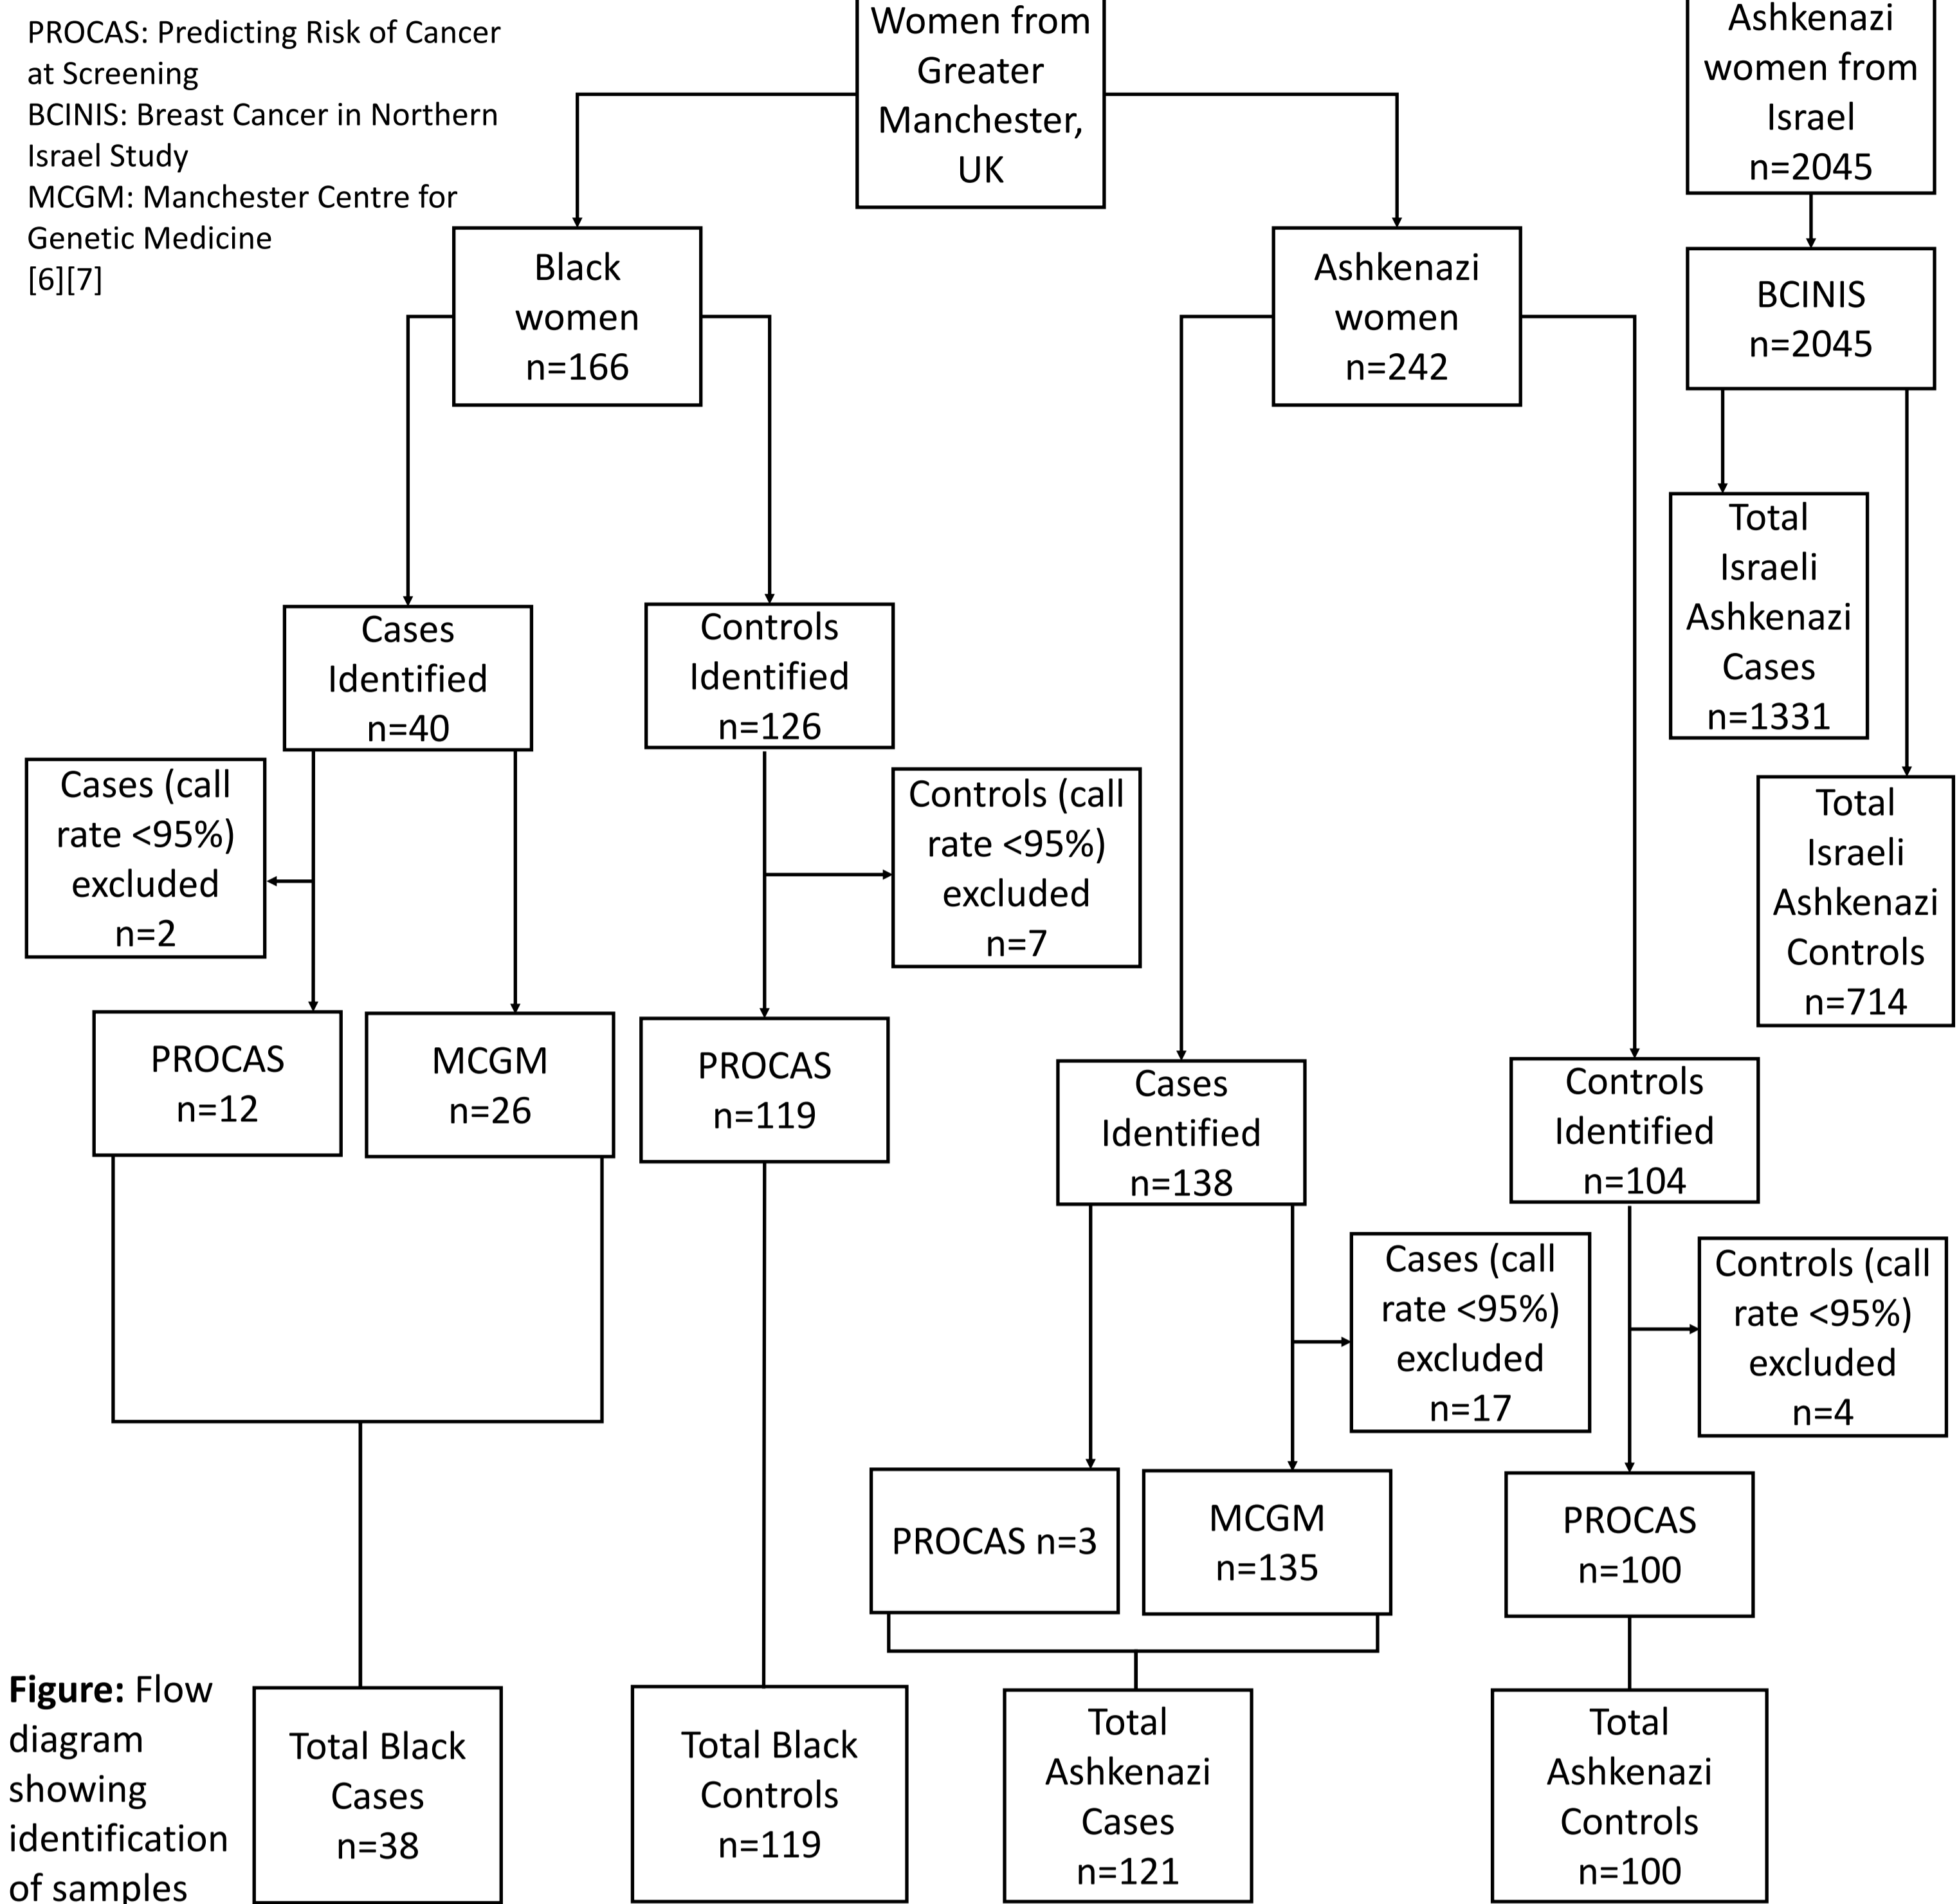 PROCAS: Predicting Risk of Cancer
at Screening
BCINIS: Breast Cancer in Northern
Israel Study
MCGM: Manchester Centre for
Genetic Medicine
[6][7]
Women from
Greater
Manchester,
UK
Ashkenazi
women from
Israel
n=2045
Black
women
n=166
Ashkenazi
women
n=242
BCINIS
n=2045
Total
Israeli
Ashkenazi
Cases
n=1331
Cases
Identified
n=40
Controls
Identified
n=126
Cases (call
rate <95%)
excluded
n=2
Controls (call
rate <95%)
excluded
n=7
Total
Israeli
Ashkenazi
Controls
n=714
PROCAS
n=12
MCGM
n=26
PROCAS
n=119
Cases
Identified
n=138
Controls
Identified
n=104
Cases (call
rate <95%)
excluded
n=17
Controls (call
rate <95%)
excluded
n=4
PROCAS n=3
MCGM
n=135
PROCAS
n=100
Figure: Flow
diagram
showing
identification
of samples
Total Black
Cases
n=38
Total Black
Controls
n=119
Total
Ashkenazi
Cases
n=121
Total
Ashkenazi
Controls
n=100